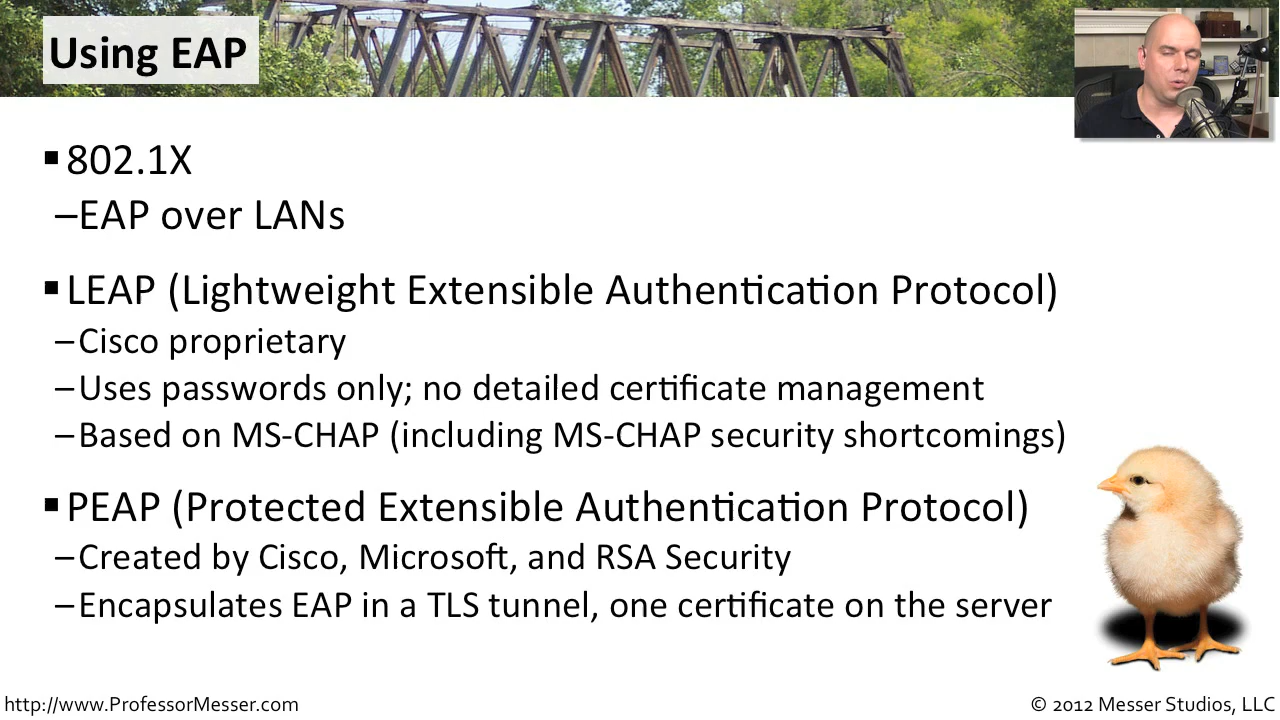 Using EAP
▪802.1X
–EAP over LANs
▪LEAP (Lightweight Extensible Authentication Protocol)
–Cisco proprietary
–Uses passwords only; no detailed certificate management
–Based on MS-CHAP (including MS-CHAP security shortcomings)
▪PEAP (Protected Extensible Authentication Protocol)
–Created by Cisco, Microsoft, and RSA Security
–Encapsulates EAP in a TLS tunnel, one certificate on the server
http://www.ProfessorMesser.com
© 2012 Messer Studios, LLC